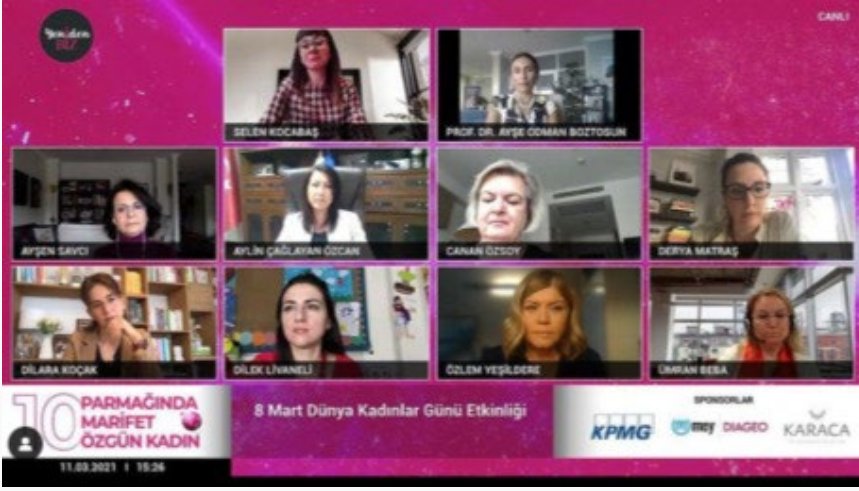 Yeniden
BİZ
CANLI
SELEN KOCABAŞ
PROF. DR. AYŞE ODMAN BOZTOSUN
AYŞEN SAVCI
AYLİN ÇAĞLAYAN ÖZCAN
CANAN ÖZSOY
DERYA MATRAŞ
DİLARA KOÇAK
DİLEK LİVANELİ
ÖZLEM YEŞİLDERE
ÜMRAN BEBA
10 PARMAĞINDA
MARİFET
ÖZGÜN KADIN
8 Mart Dünya Kadınlar Günü Etkinliği
SPONSORLAR
KPMG
mey DIAGEO
KARACA
11.03.2021 | 15:26